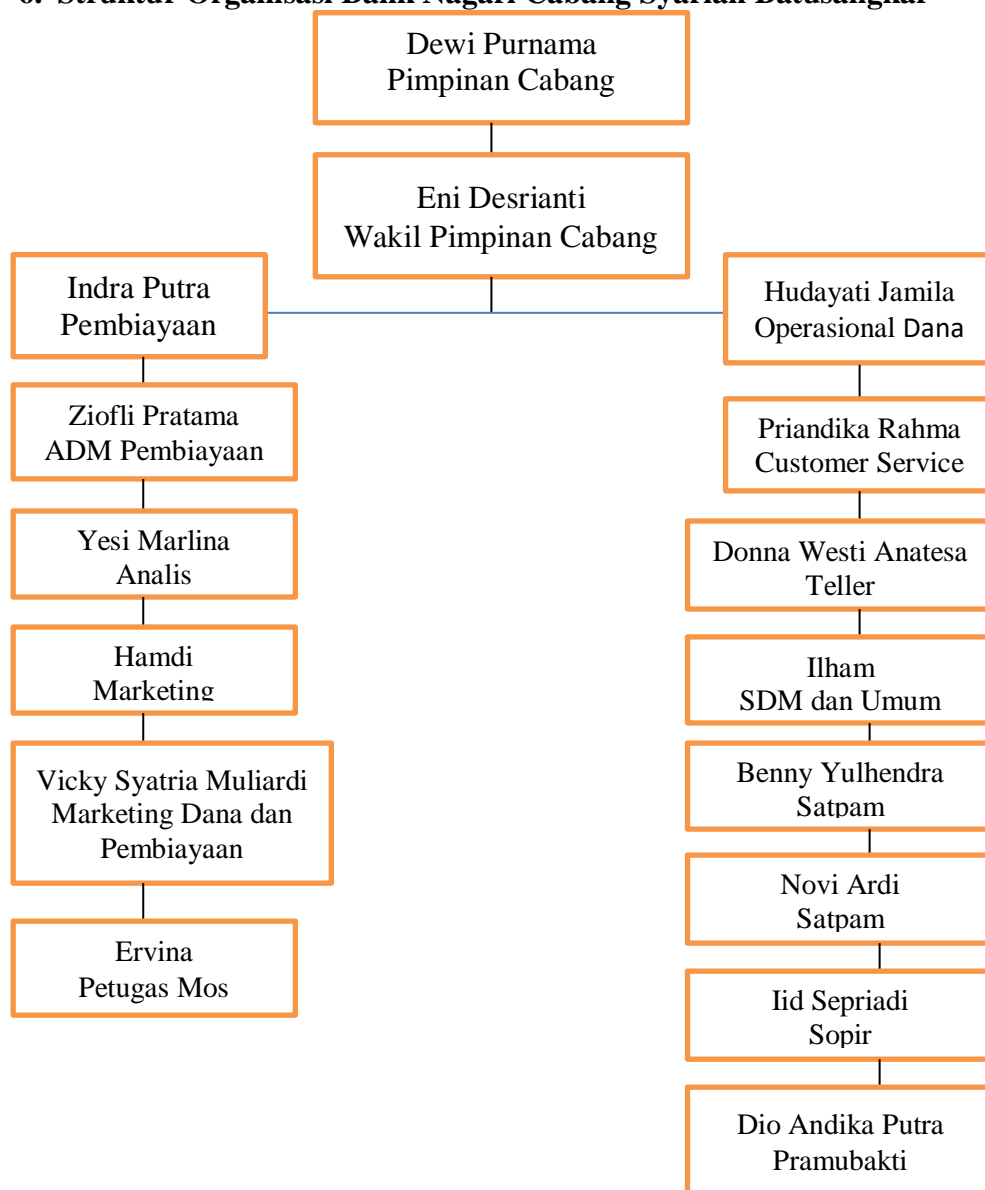 6. Struktur Organisasi Bank Nagari Cabang Syariah Batusangkar
Dewi Purnama
Pimpinan Cabang
Eni Desrianti
Wakil Pimpinan Cabang
Indra Putra
Pembiayaan
Ziofli Pratama
ADM Pembiayaan
Yesi Marlina
Analis
Hamdi
Marketing
Vicky Syatria Muliardi
Marketing Dana dan
Pembiayaan
Ervina
Petugas Mos
Hudayati Jamila
Operasional Dana
Priandika Rahma
Customer Service
Donna Westi Anatesa
Teller
Ilham
SDM dan Umum
Benny Yulhendra
Satpam
Novi Ardi
Satpam
Iid Sepriadi
Sopir
Dio Andika Putra
Pramubakti